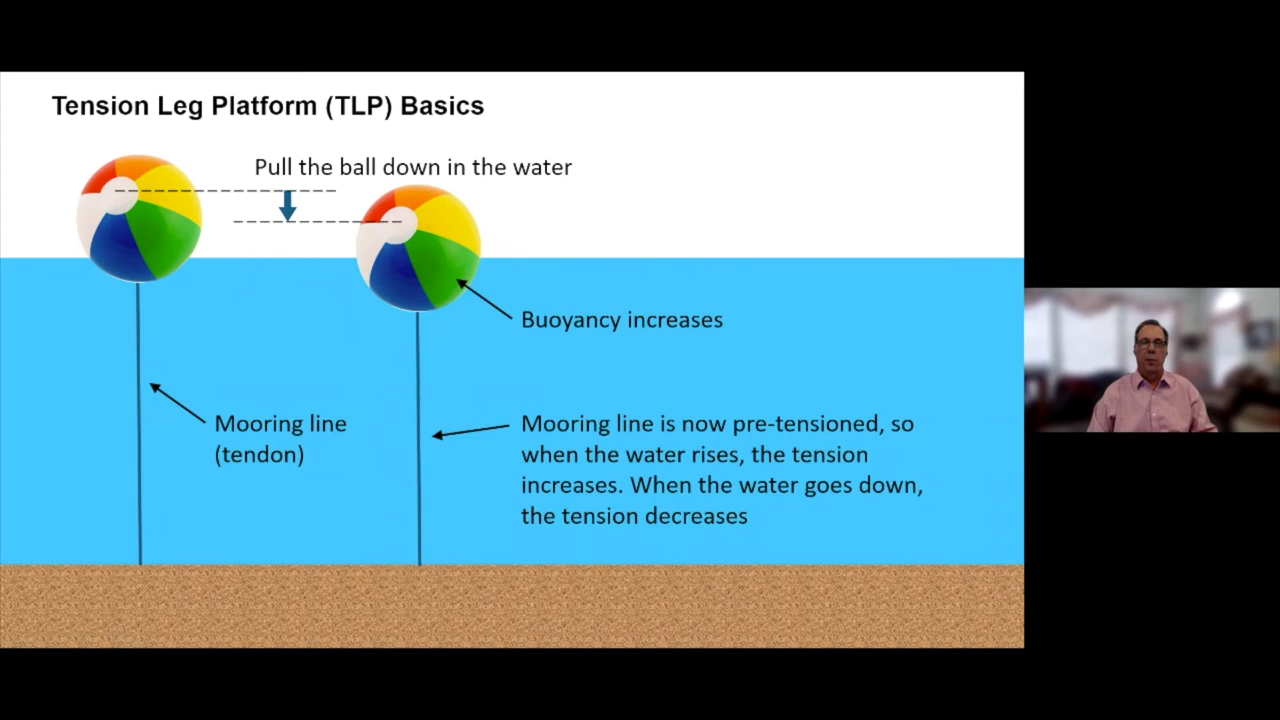 Tension Leg Platform (TLP) Basics
Pull the ball down in the water
Buoyancy increases
Mooring line
(tendon)
Mooring line is now pre-tensioned, so
when the water rises, the tension
increases. When the water goes down,
the tension decreases